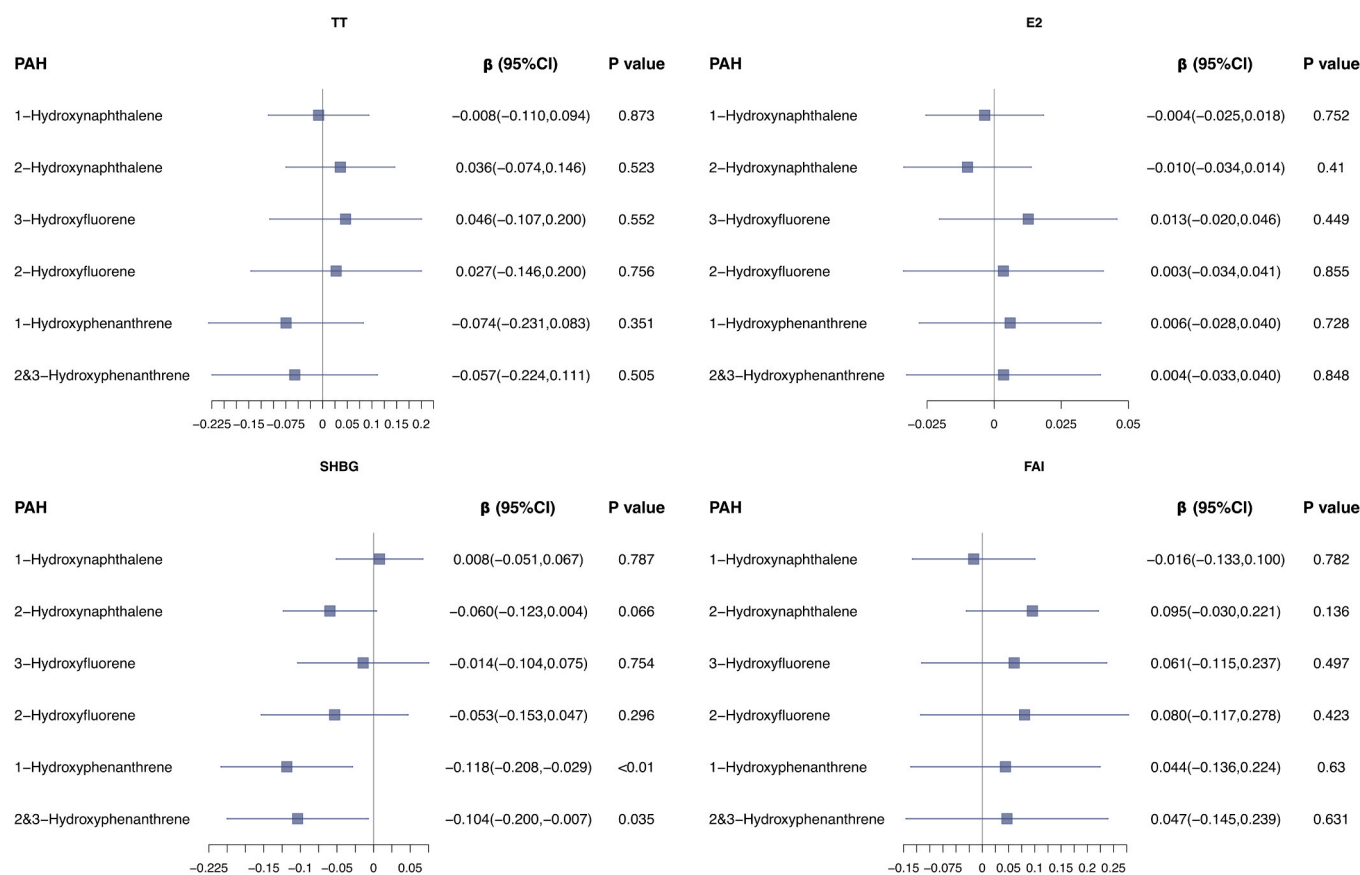 TT
PAH β (95%CI) P value
1−Hydroxynaphthalene −0.008(−0.110,0.094) 0.873
2−Hydroxynaphthalene 0.036(−0.074,0.146) 0.523
3−Hydroxyfluorene 0.046(−0.107,0.200) 0.552
2−Hydroxyfluorene 0.027(−0.146,0.200) 0.756
1−Hydroxyphenanthrene −0.074(−0.231,0.083) 0.351
2&3−Hydroxyphenanthrene −0.057(−0.224,0.111) 0.505
−0.225 −0.15 −0.075 0 0.05 0.1 0.15 0.2
E2
PAH β (95%CI) P value
1−Hydroxynaphthalene −0.004(−0.025,0.018) 0.752
2−Hydroxynaphthalene −0.010(−0.034,0.014) 0.41
3−Hydroxyfluorene 0.013(−0.020,0.046) 0.449
2−Hydroxyfluorene 0.003(−0.034,0.041) 0.855
1−Hydroxyphenanthrene 0.006(−0.028,0.040) 0.728
2&3−Hydroxyphenanthrene 0.004(−0.033,0.040) 0.848
−0.025 0 0.025 0.05
SHBG
PAH β (95%CI) P value
1−Hydroxynaphthalene 0.008(−0.051,0.067) 0.787
2−Hydroxynaphthalene −0.060(−0.123,0.004) 0.066
3−Hydroxyfluorene −0.014(−0.104,0.075) 0.754
2−Hydroxyfluorene −0.053(−0.153,0.047) 0.296
1−Hydroxyphenanthrene −0.118(−0.208,−0.029) <0.01
2&3−Hydroxyphenanthrene −0.104(−0.200,−0.007) 0.035
−0.225 −0.15 −0.1 −0.05 0 0.05
FAI
PAH β (95%CI) P value
1−Hydroxynaphthalene −0.016(−0.133,0.100) 0.782
2−Hydroxynaphthalene 0.095(−0.030,0.221) 0.136
3−Hydroxyfluorene 0.061(−0.115,0.237) 0.497
2−Hydroxyfluorene 0.080(−0.117,0.278) 0.423
1−Hydroxyphenanthrene 0.044(−0.136,0.224) 0.63
2&3−Hydroxyphenanthrene 0.047(−0.145,0.239) 0.631
−0.15 −0.075 0 0.05 0.1 0.15 0.2 0.25